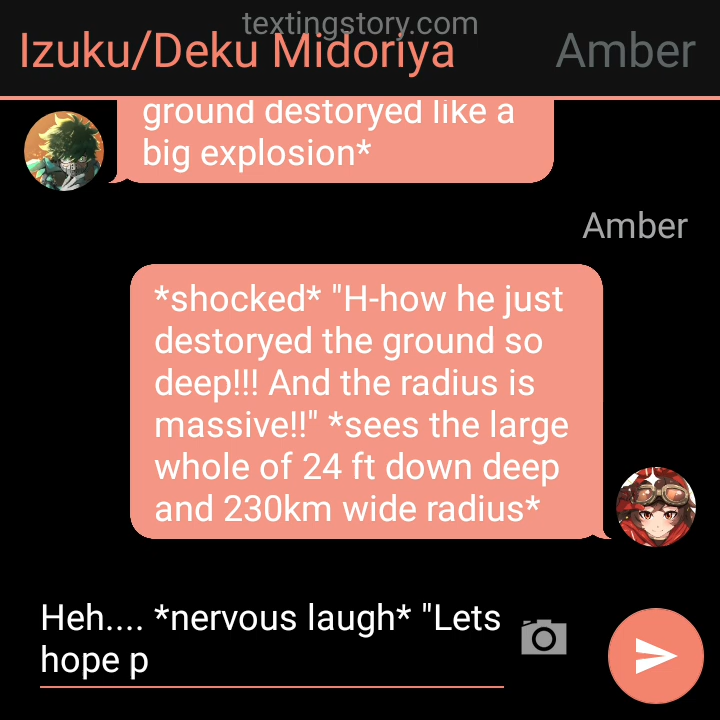 textingstory.com
Izuku/Deku Midoriya
Amber
ground destoryed like a
big explosion*
Amber
*shocked* "H-how he just
destoryed the ground so
deep!!! And the radius is
massive!!" *sees the large
whole of 24 ft down deep
and 230km wide radius*
Heh.... *nervous laugh* "Lets
hope p